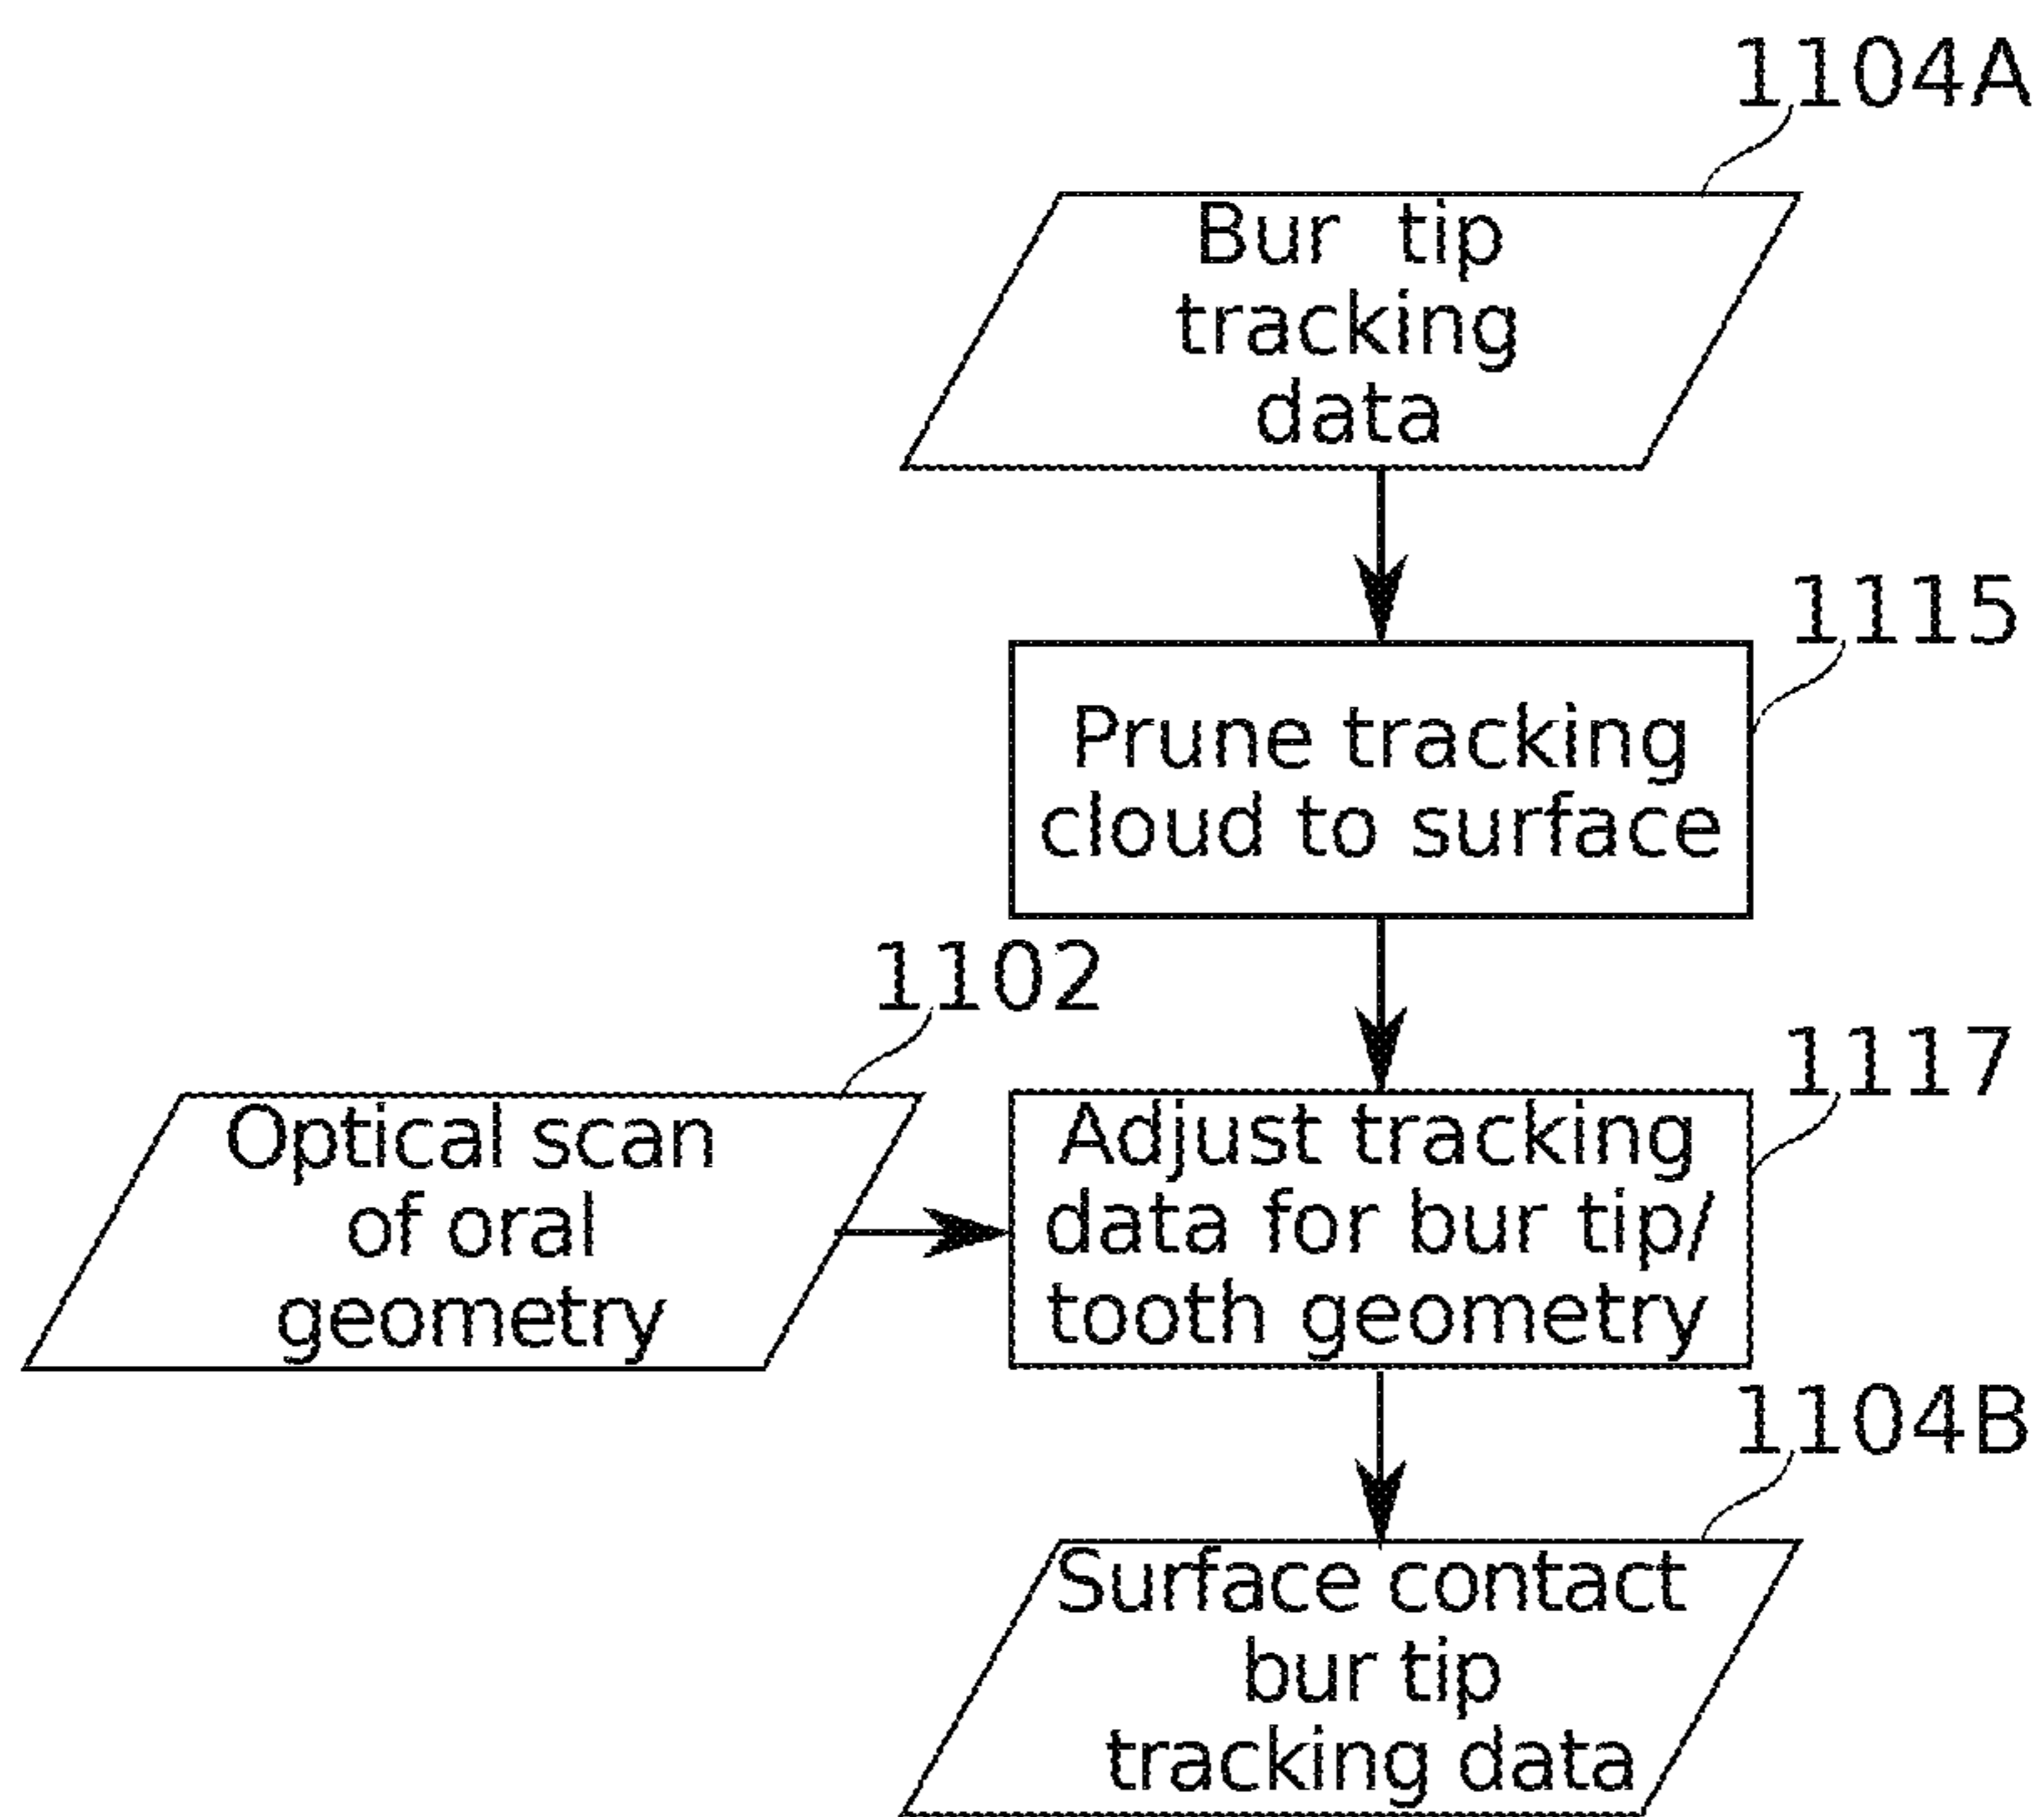 1104A
Bur tip
tracking
data
1115
Prune tracking
cloud to surface
1102
Optical scan
of oral
geometry
1117
Adjust tracking
data for bur tip/
tooth geometry
1104B
Surface contact
bur tip
tracking data